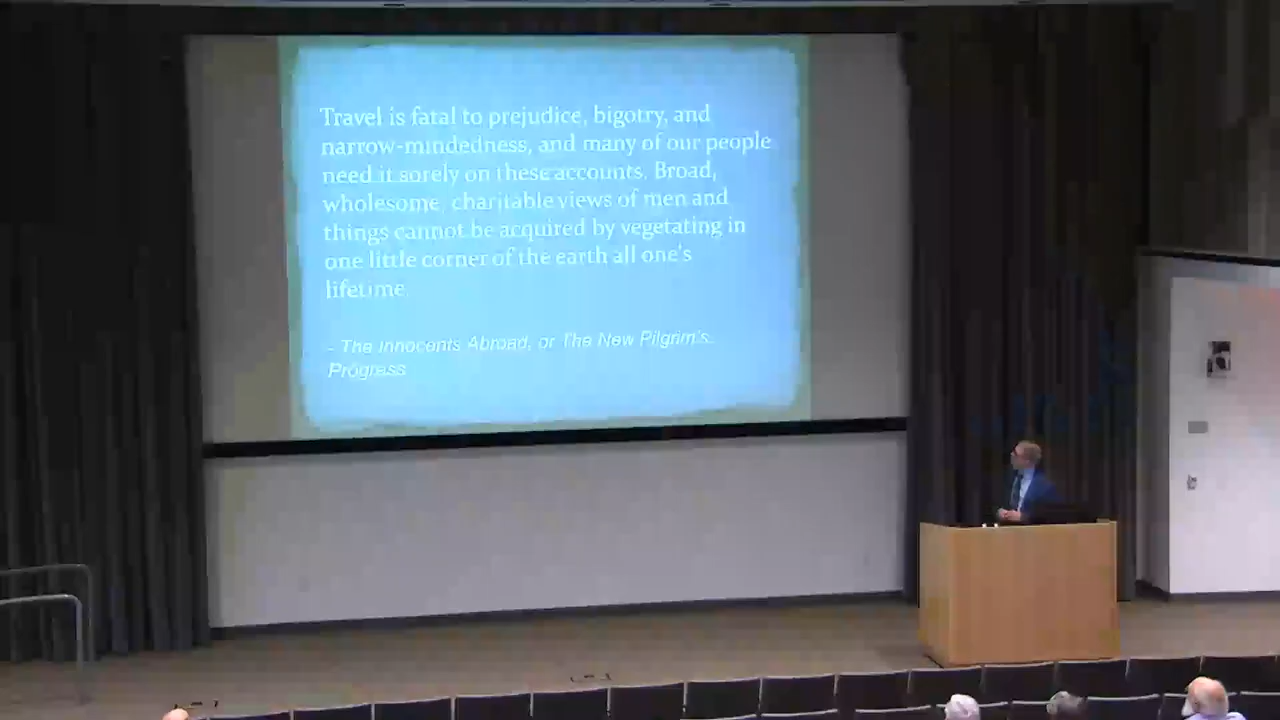 Travel is fatal to prejudice, bigotry, and
narrow-mindedness, and many of our people
need it sorely on these accounts. Broad,
wholesome, charitable views of men and
things cannot be acquired by vegetating in
one little corner of the earth all one's
lifetime.
- The Innocents Abroad, or The New Pilgrim's
Progress